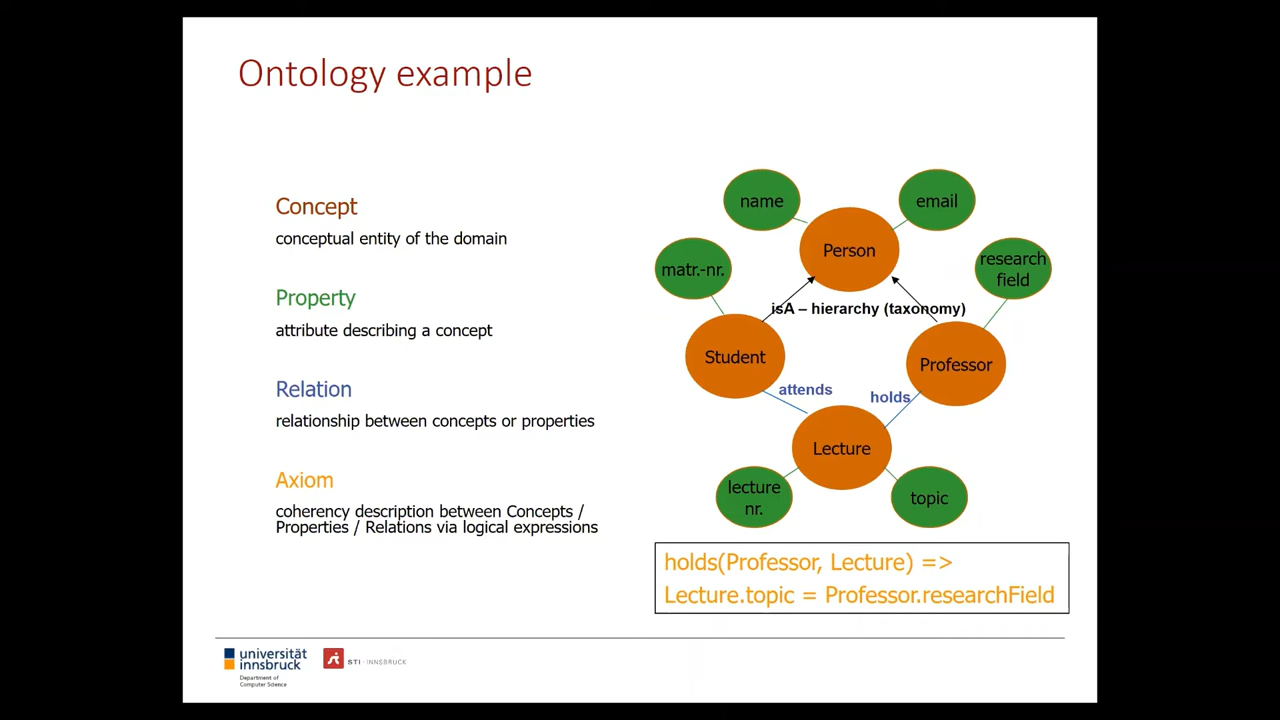 Ontology example
Concept
conceptual entity of the domain
Property
attribute describing a concept
Relation
relationship between concepts or properties
Axiom
coherency description between Concepts /
Properties / Relations via logical expressions
name
email
Person
matr.-nr.
research
field
isA – hierarchy (taxonomy)
Student
Professor
attends
holds
Lecture
lecture
nr.
topic
holds(Professor, Lecture) =>
Lecture.topic = Professor.researchField
universität
innsbruck
Department of
Computer Science
STI · INNSBRUCK